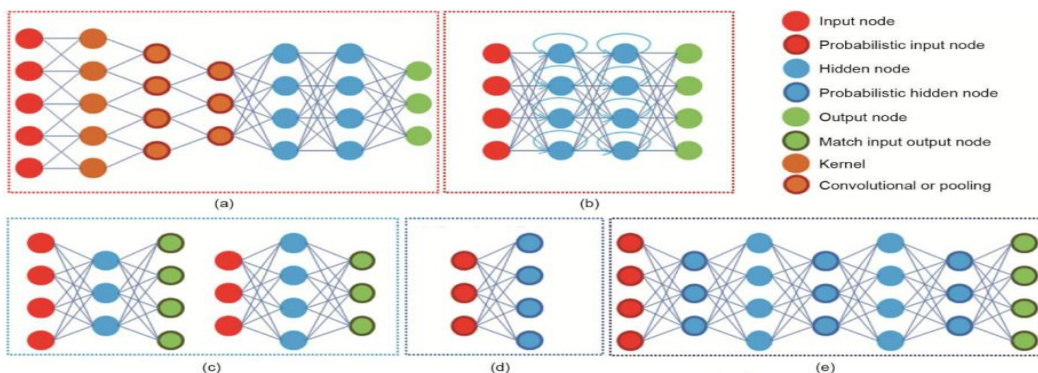 Input node
Probabilistic input node
Hidden node
Probabilistic hidden node
Output node
Match input output node
Kernel
Convolutional or pooling
(a)
(b)
(c)
(d)
(e)